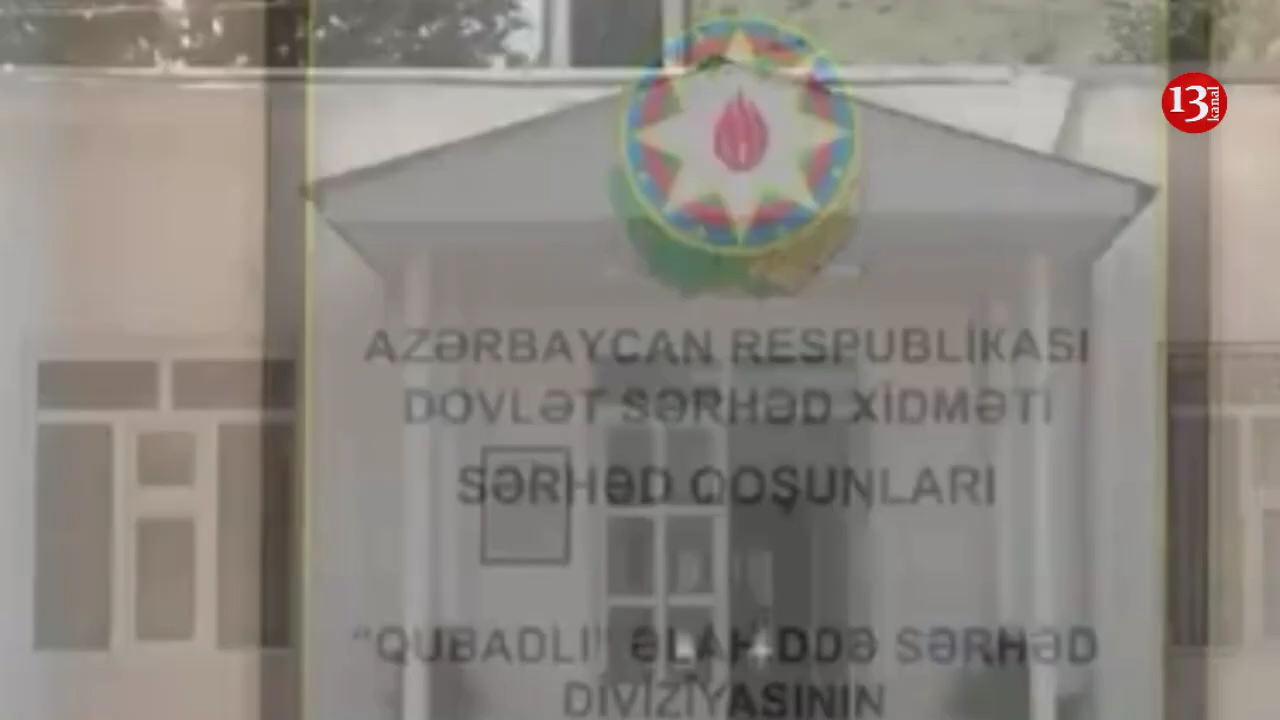 13
kanal
AZƏRBAYCAN RESPUBLİKASI
DÖVLƏT SƏRHƏD XİDMƏTİ
SƏRHƏD QOŞUNLARI
"QUBADLI" ƏLAHİDDƏ SƏRHƏD
DİVİZİYASININ